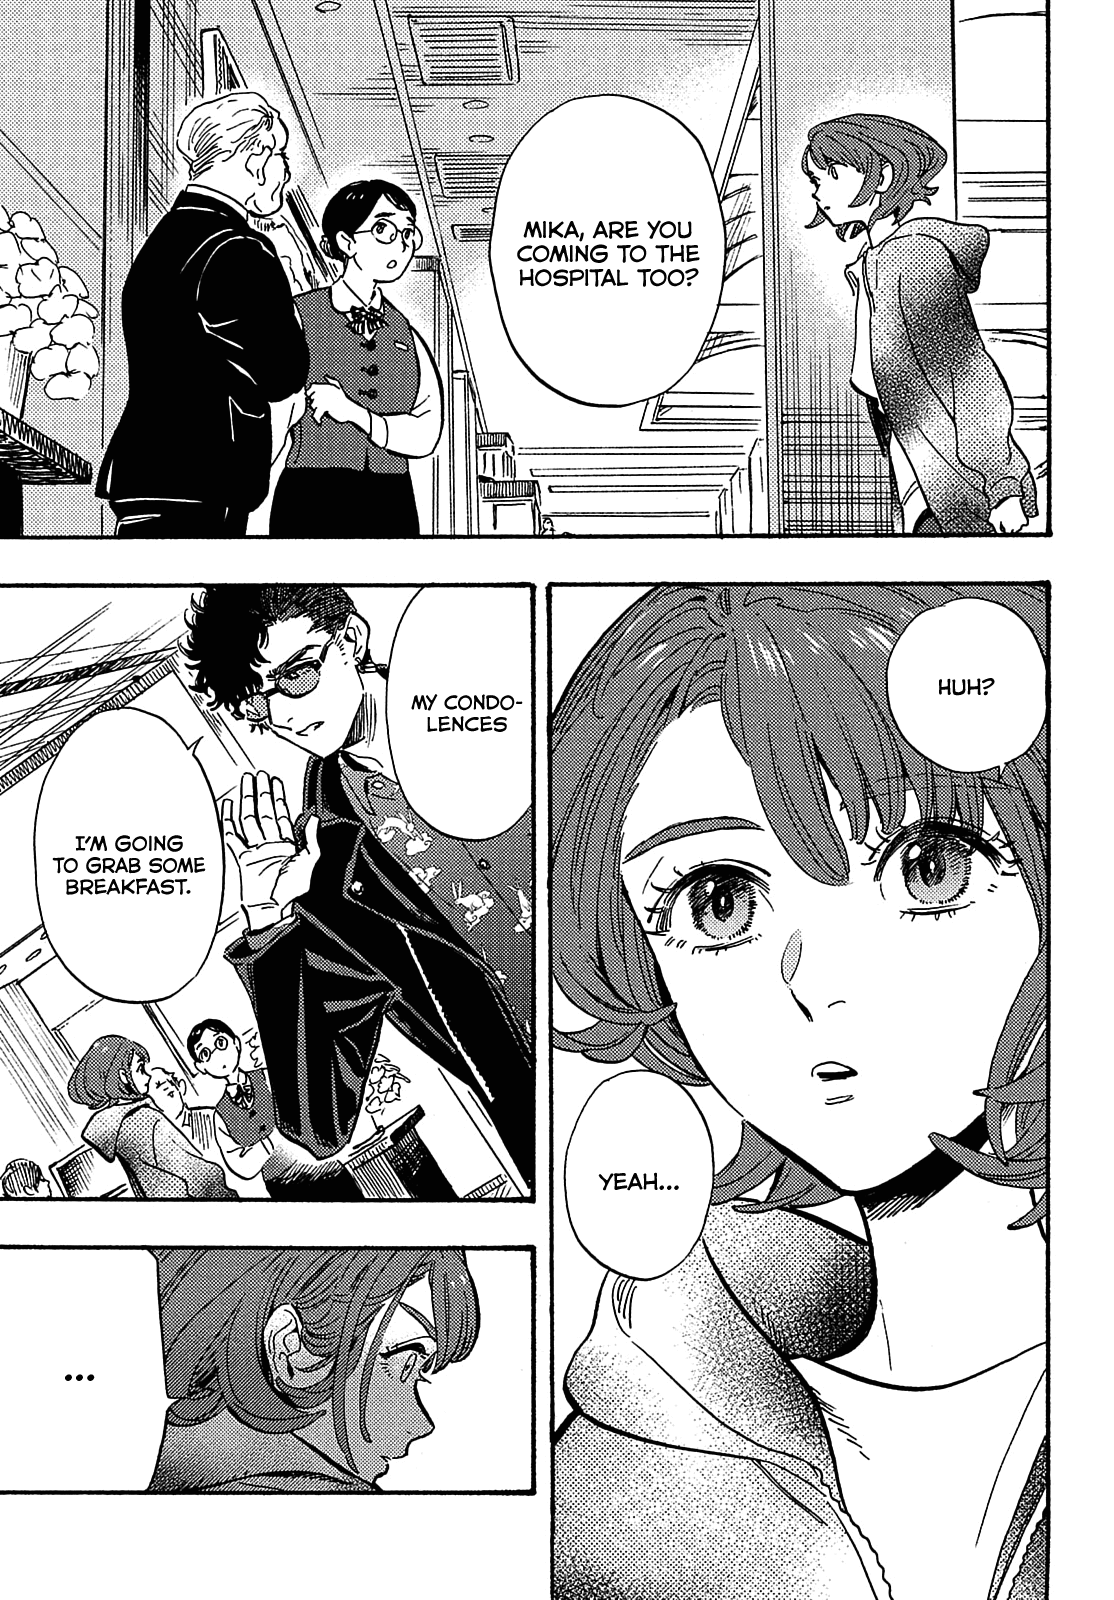 MIKA, ARE YOU
COMING TO THE
HOSPITAL TOO?
HUH?
YEAH...
MY CONDO-
LENCES
I'M GOING
TO GRAB SOME
BREAKFAST.
...